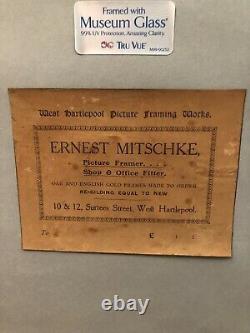 Framed with
Museum Glass®
99% UV Protection. Amazing Clarity.
TRU VUE®
West Hartlepool Picture Framing Works.
ERNEST MITSCHKE,
Picture Framer. . .
Shop & Office Fitter.
OAK AND ENGLISH GOLD FRAMES MADE TO ORDER
RE-GILDING EQUAL TO NEW
10 & 12, Surtees Street, West Hartlepool.
To £ : :